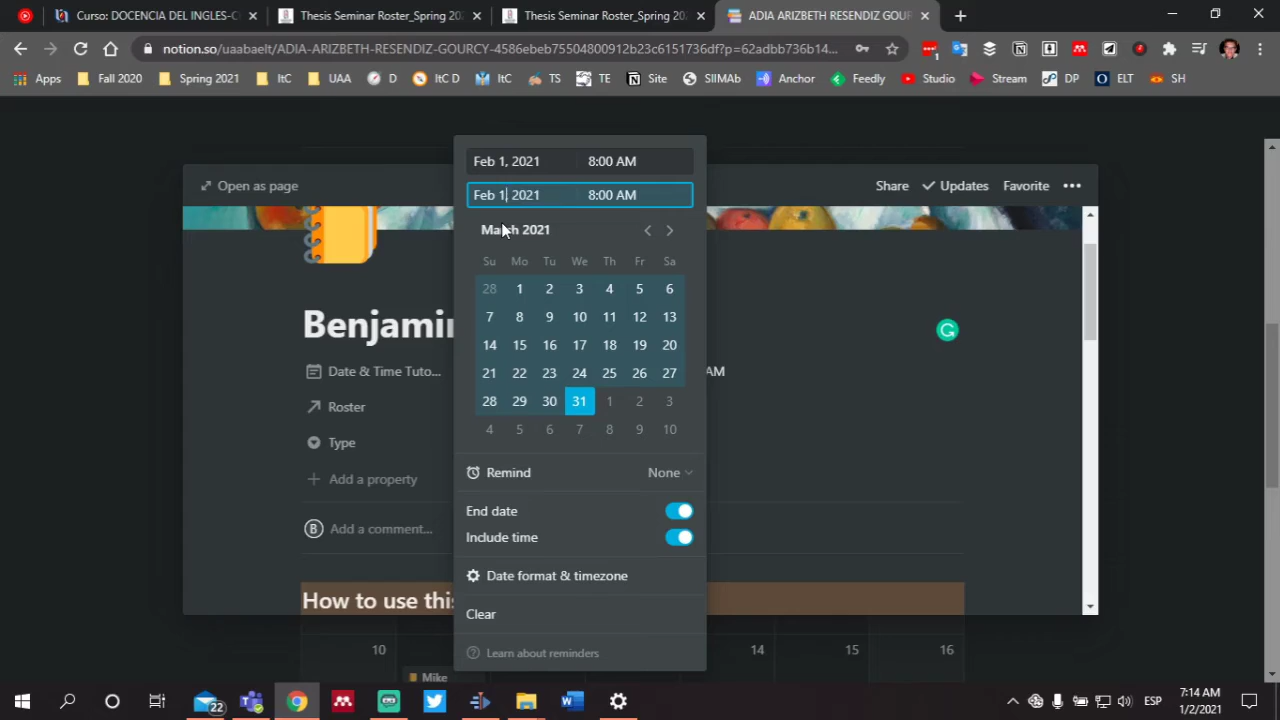 Curso: DOCENCIA DEL INGLES-C
Thesis Seminar Roster_Spring 202
Thesis Seminar Roster_Spring 202
ADIA ARIZBETH RESENDIZ GOUR
notion.so/uaabaelt/ADIA-ARIZBETH-RESENDIZ-GOURCY-4586ebeb75504800912b23c6151736df?p=62adbb736b14...
Apps
Fall 2020
Spring 2021
ItC
UAA
D
ItC D
ItC
TS
TE
Site
SIIMAb
Anchor
Feedly
Studio
Stream
DP
ELT
SH
Open as page
Share
Updates
Favorite
Feb 1, 2021 8:00 AM
Feb 1, 2021 8:00 AM
March 2021
Su Mo Tu We Th Fr Sa
28 1 2 3 4 5 6
7 8 9 10 11 12 13
14 15 16 17 18 19 20
21 22 23 24 25 26 27
28 29 30 31 1 2 3
4 5 6 7 8 9 10
Remind None
End date
Include time
Date format & timezone
Clear
Learn about reminders
Benjamin
Date & Time Tuto...
AM
Roster
Type
Add a property
B Add a comment...
How to use this
10
14
15
16
Mike
22
ESP
7:14 AM
1/2/2021